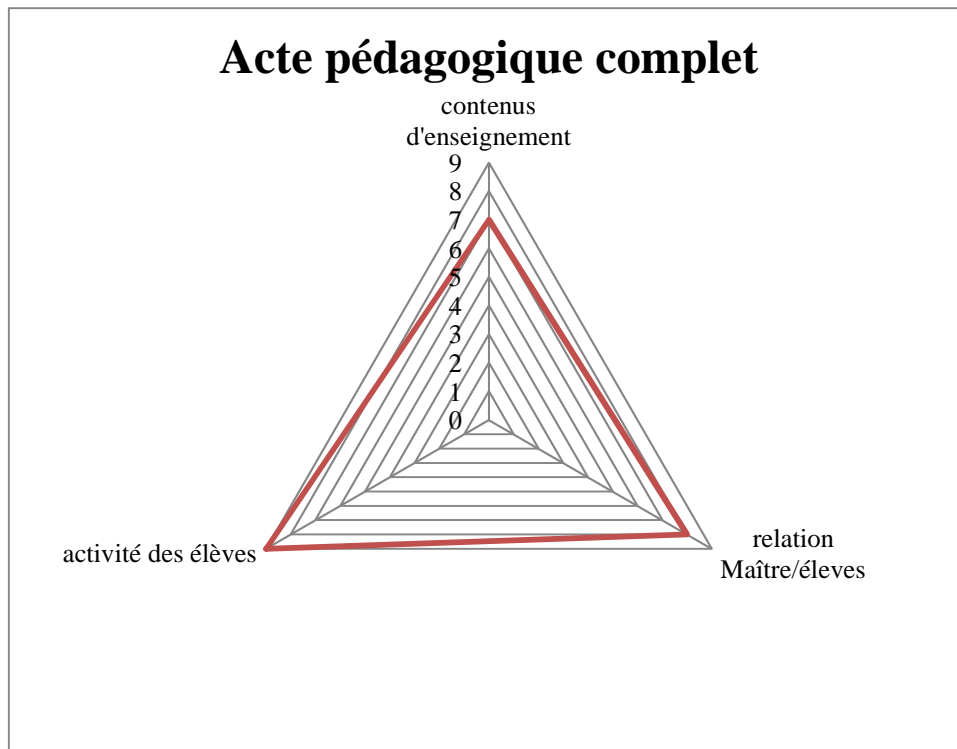 Acte pédagogique complet
contenus
d'enseignement
9
8
7
6
5
4
3
2
1
0
activité des élèves
relation
Maître/éleves